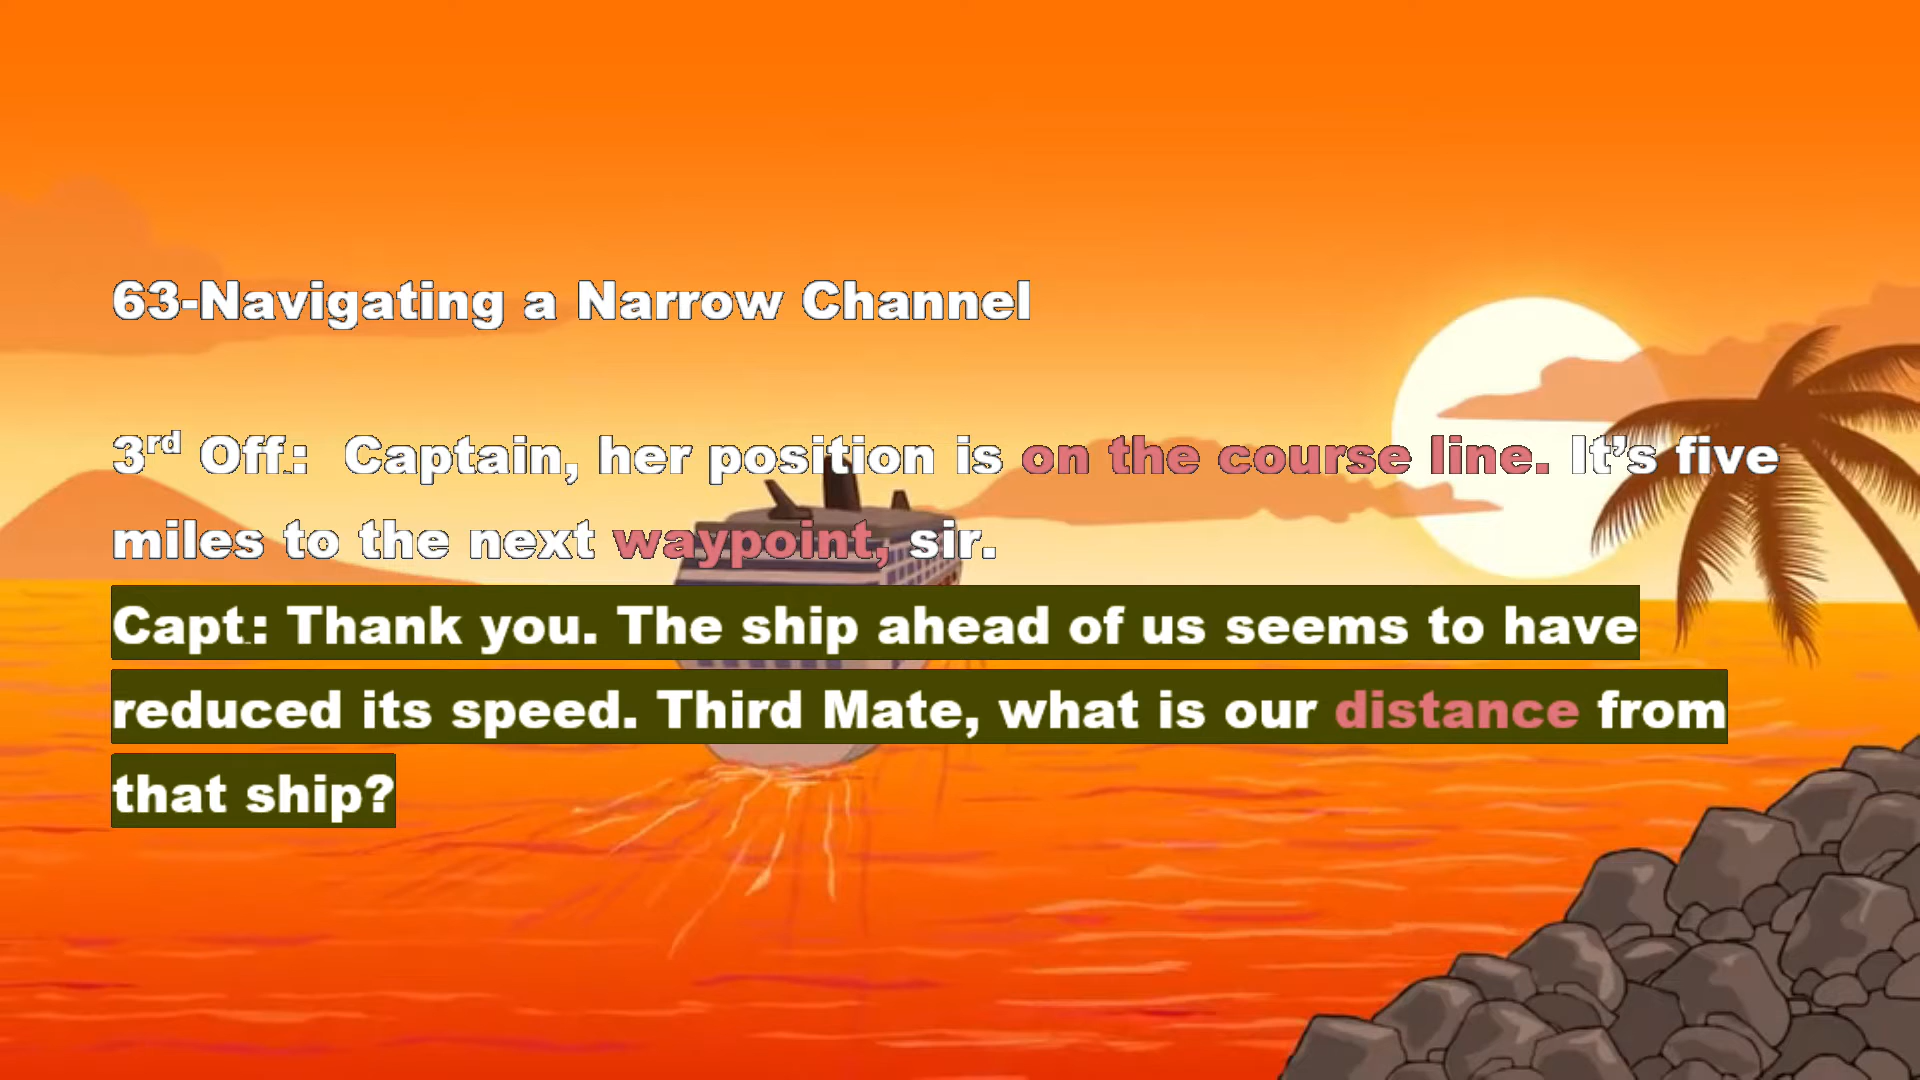 63-Navigating a Narrow Channel
3rd Off.: Captain, her position is on the course line. It’s five
miles to the next waypoint, sir.
Capt.: Thank you. The ship ahead of us seems to have
reduced its speed. Third Mate, what is our distance from
that ship?